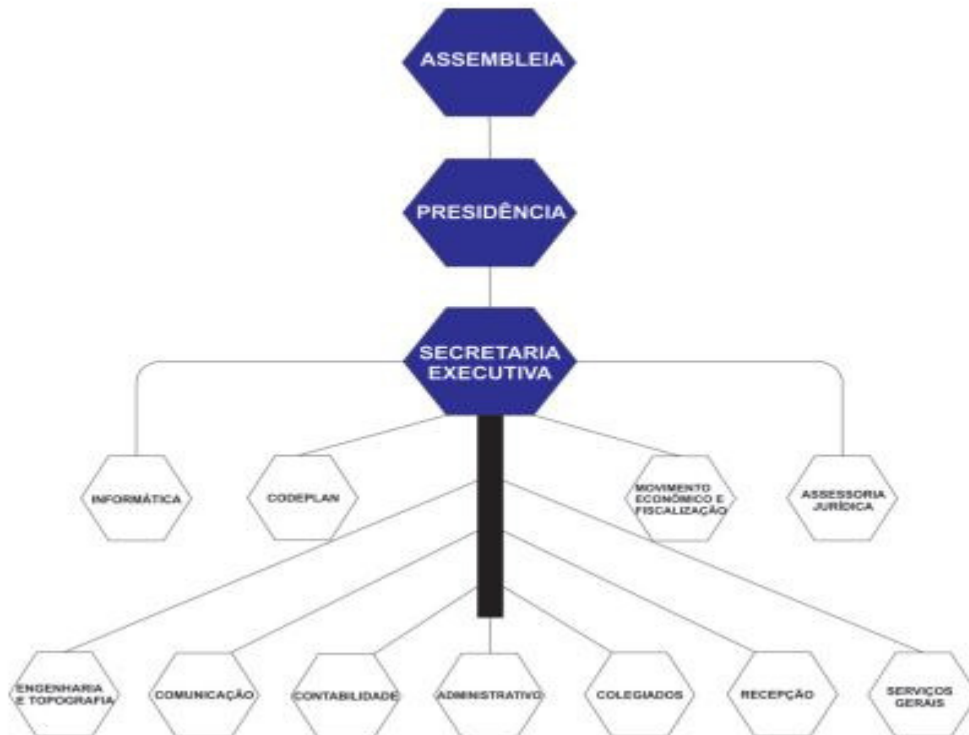 ASSEMBLEIA
PRESIDÊNCIA
SECRETARIA
EXECUTIVA
INFORMÁTICA
CODEPLAN
MOVIMENTO
ECONÔMICO E
FISCALIZAÇÃO
ASSESSORIA
JURÍDICA
ENGENHARIA
E TOPOGRAFIA
COMUNICAÇÃO
CONTABILIDADE
ADMINISTRATIVO
COLEGIADOS
RECEPÇÃO
SERVIÇOS
GERAIS